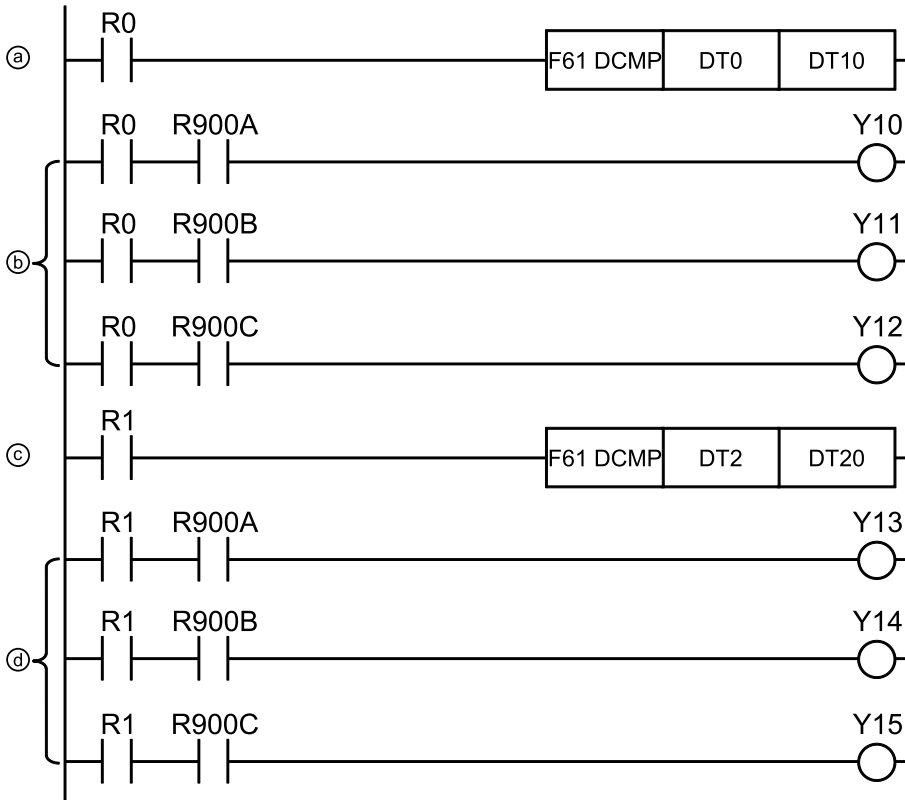 R0
ⓐ F61 DCMP DT0 DT10
R0 R900A Y10
R0 R900B Y11
ⓑ
R0 R900C Y12
R1
ⓒ F61 DCMP DT2 DT20
R1 R900A Y13
R1 R900B Y14
ⓓ
R1 R900C Y15